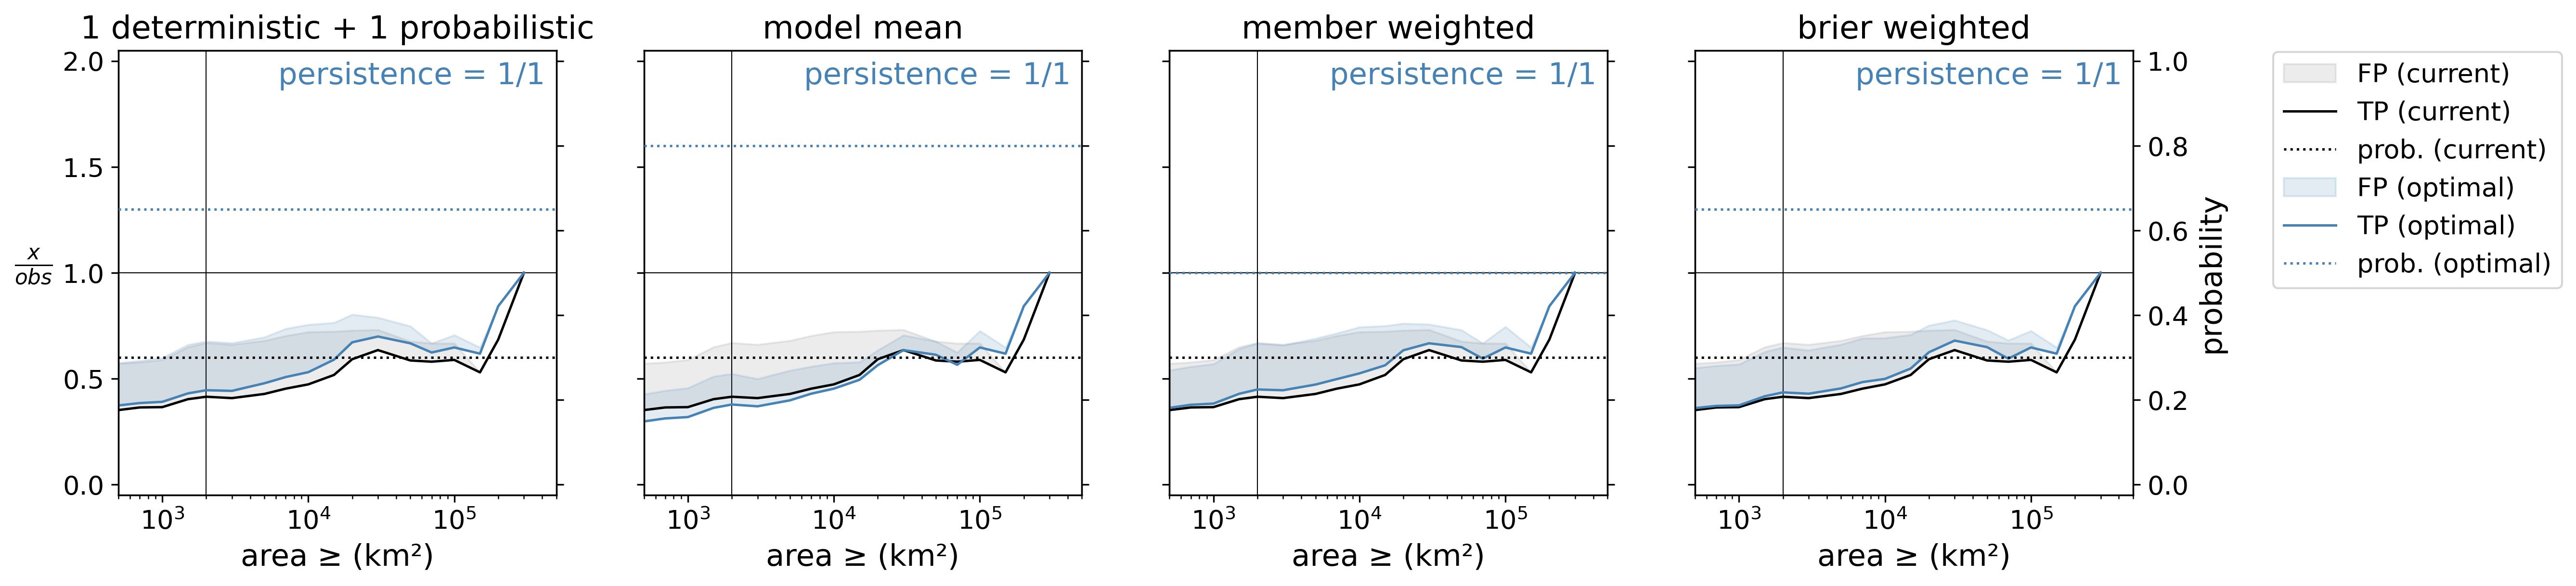 1 deterministic + 1 probabilistic
model mean
member weighted
brier weighted
persistence = 1/1
persistence = 1/1
persistence = 1/1
persistence = 1/1
x/obs
2.0
1.5
1.0
0.5
0.0
10³ 10⁴ 10⁵
10³ 10⁴ 10⁵
10³ 10⁴ 10⁵
10³ 10⁴ 10⁵
area ≥ (km²)
area ≥ (km²)
area ≥ (km²)
area ≥ (km²)
1.0
0.8
0.6
0.4
0.2
0.0
probability
FP (current)
TP (current)
prob. (current)
FP (optimal)
TP (optimal)
prob. (optimal)